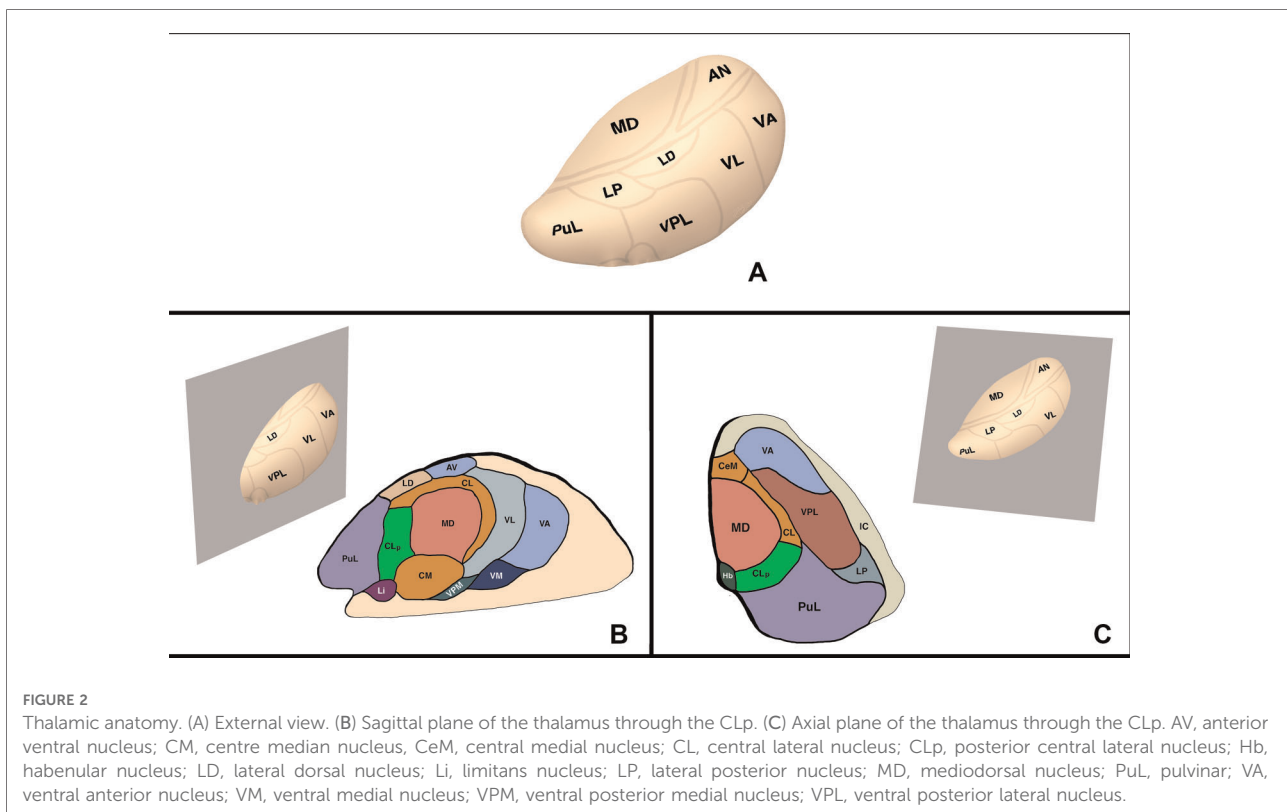 AN
MD
VA
LD
VL
LP
PuL
vPL
A
VA
LD
VL
vPL
AV
LD
CL
MD
VL
VA
PuL
CLp
CM
VM
Li
VPM
B
AN
MD
LD
VL
LP
PuL
VA
CeM
VPL
IC
MD
CL
LP
Hb
CLp
PuL
C
FIGURE 2
Thalamic anatomy. (A) External view. (B) Sagittal plane of the thalamus through the CLp. (C) Axial plane of the thalamus through the CLp. AV, anterior
ventral nucleus; CM, centre median nucleus, CeM, central medial nucleus; CL, central lateral nucleus; CLp, posterior central lateral nucleus; Hb,
habenular nucleus; LD, lateral dorsal nucleus; Li, limitans nucleus; LP, lateral posterior nucleus; MD, mediodorsal nucleus; PuL, pulvinar; VA,
ventral anterior nucleus; VM, ventral medial nucleus; VPM, ventral posterior medial nucleus; VPL, ventral posterior lateral nucleus.